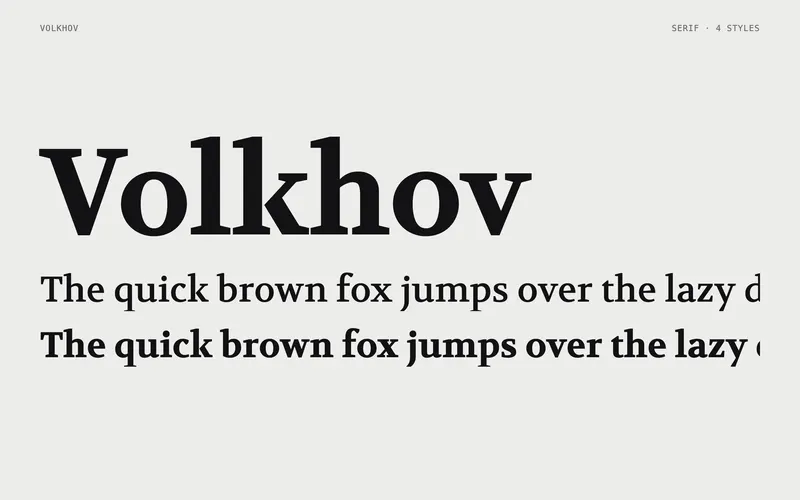 VOLKHOV
SERIF · 4 STYLES
Volkhov
The quick brown fox jumps over the lazy d
The quick brown fox jumps over the lazy